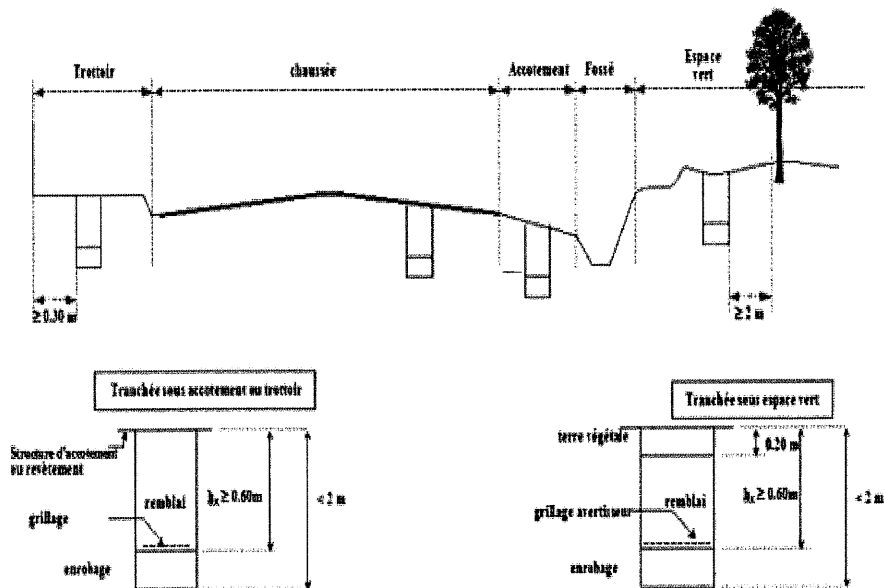 Trottoir
chaussée
Accotement
Fossé
Espace
vert
≥ 0.30 m
≥ 2 m
Tranchée sous accotement ou trottoir
Structure d'accotement
ou revêtement
remblai
grillage
enrobage
hx ≥ 0.60m
< 2 m
Tranchée sous espace vert
terre végétale
0.20 m
grillage avertisseur
remblai
hx ≥ 0.60m
< 2 m
enrobage